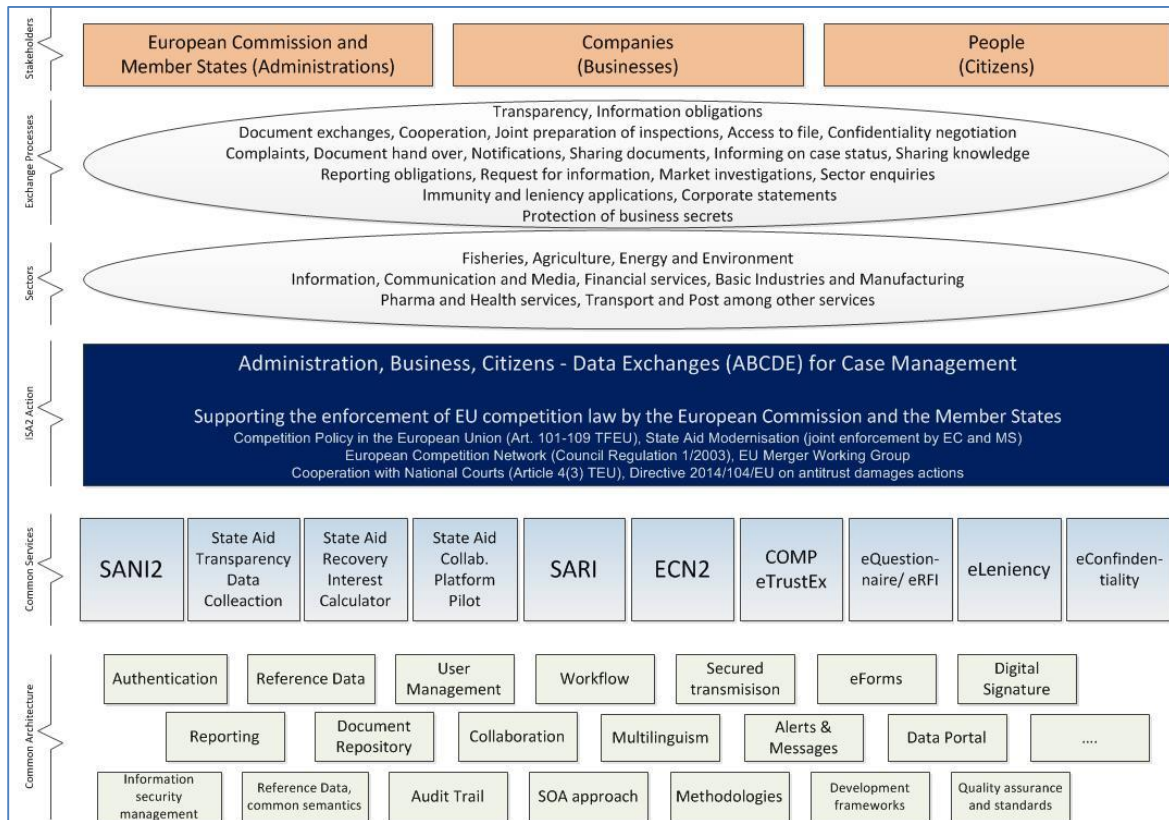 Stakeholders
European Commission and
Member States (Administrations)
Companies
(Businesses)
People
(Citizens)
Exchange Processes
Transparency, Information obligations
Document exchanges, Cooperation, Joint preparation of inspections, Access to file, Confidentiality negotiation
Complaints, Document hand over, Notifications, Sharing documents, Informing on case status, Sharing knowledge
Reporting obligations, Request for information, Market investigations, Sector enquiries
Immunity and leniency applications, Corporate statements
Protection of business secrets
Sectors
Fisheries, Agriculture, Energy and Environment
Information, Communication and Media, Financial services, Basic Industries and Manufacturing
Pharma and Health services, Transport and Post among other services
ISA2 Action
Administration, Business, Citizens - Data Exchanges (ABCDE) for Case Management
Supporting the enforcement of EU competition law by the European Commission and the Member States
Competition Policy in the European Union (Art. 101-109 TFEU), State Aid Modernisation (joint enforcement by EC and MS)
European Competition Network (Council Regulation 1/2003), EU Merger Working Group
Cooperation with National Courts (Article 4(3) TEU), Directive 2014/104/EU on antitrust damages actions
Common Services
SANI2
State Aid
Transparency
Data
Colleaction
State Aid
Recovery
Interest
Calculator
State Aid
Collab.
Platform
Pilot
SARI
ECN2
COMP
eTrustEx
eQuestion-
naire/ eRFI
eLeniency
eConfinden-
tiality
Common Architecture
Authentication
Reference Data
User
Management
Workflow
Secured
transmisison
eForms
Digital
Signature
Reporting
Document
Repository
Collaboration
Multilinguism
Alerts &
Messages
Data Portal
....
Information
security
management
Reference Data,
common semantics
Audit Trail
SOA approach
Methodologies
Development
frameworks
Quality assurance
and standards